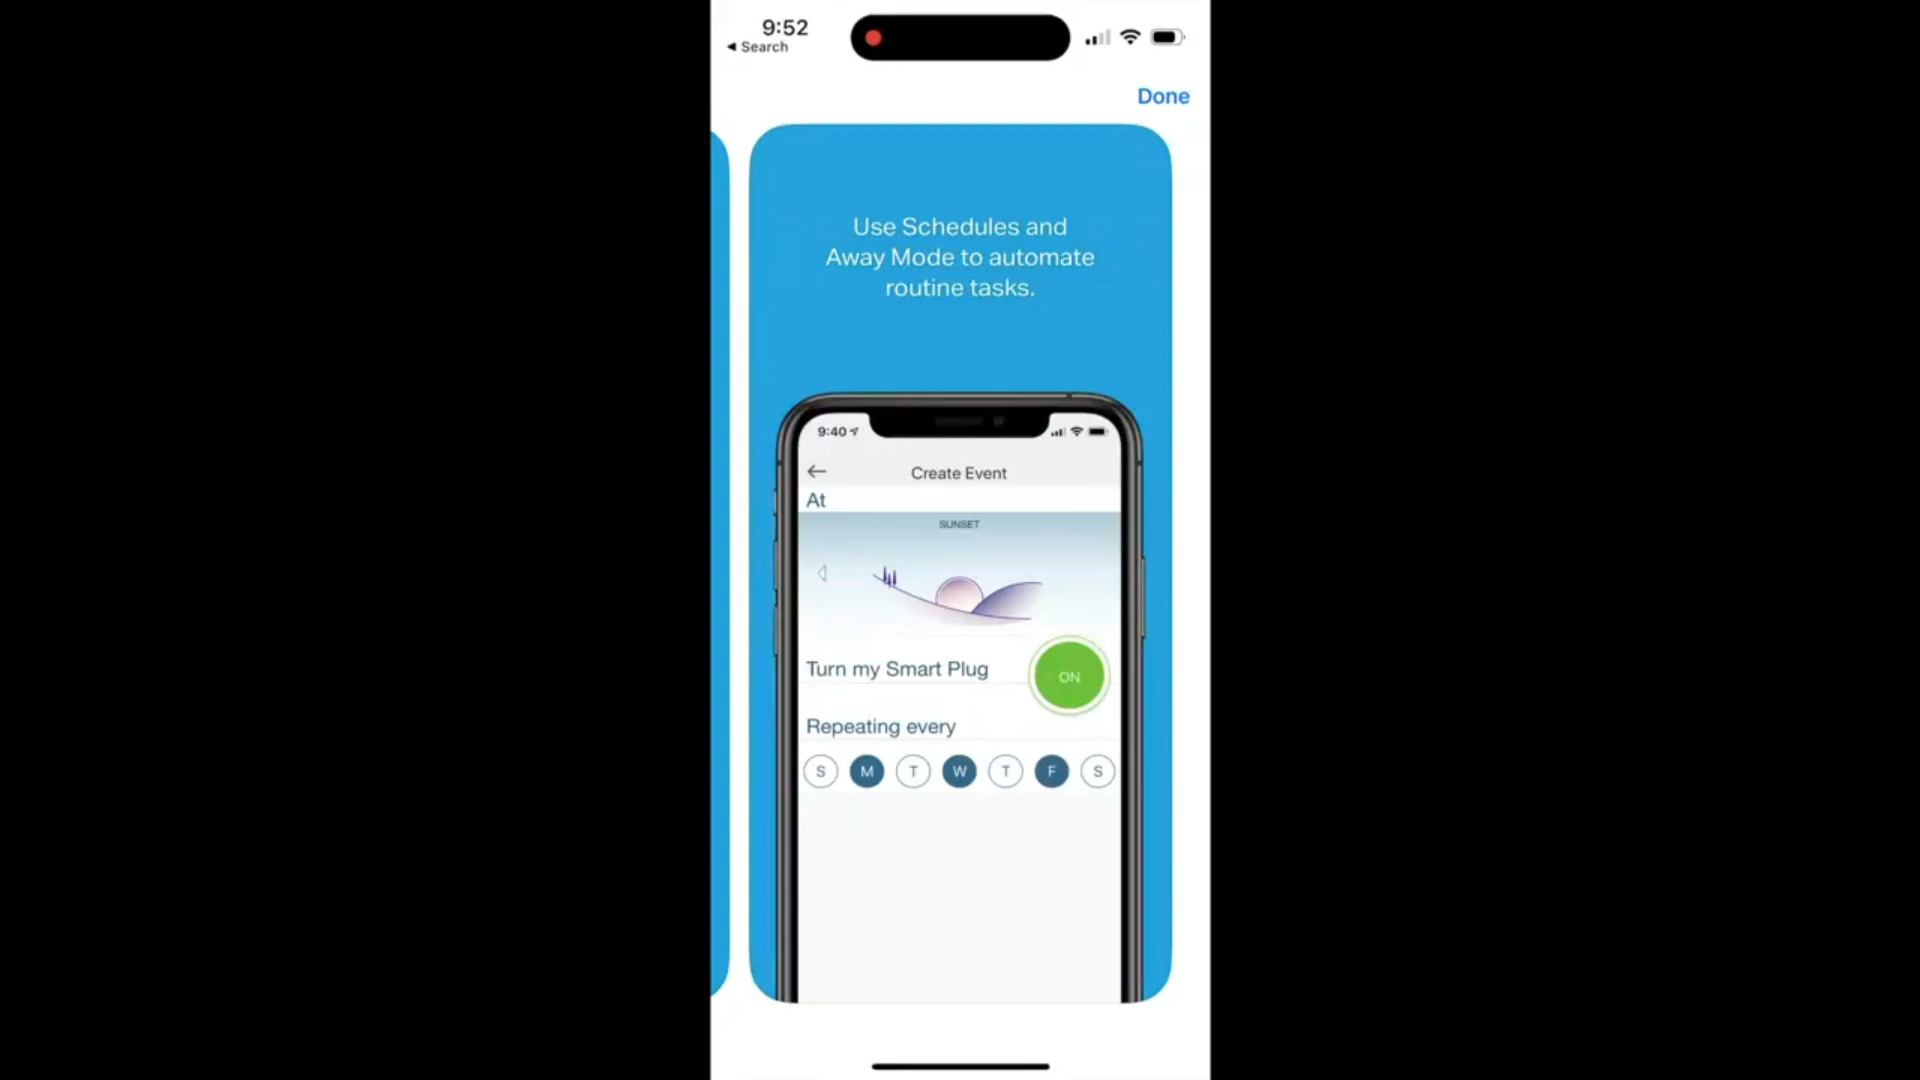 9:52
Search
Done
Use Schedules and
Away Mode to automate
routine tasks.
9:40
Create Event
At
SUNSET
Turn my Smart Plug
ON
Repeating every
S M T W T F S